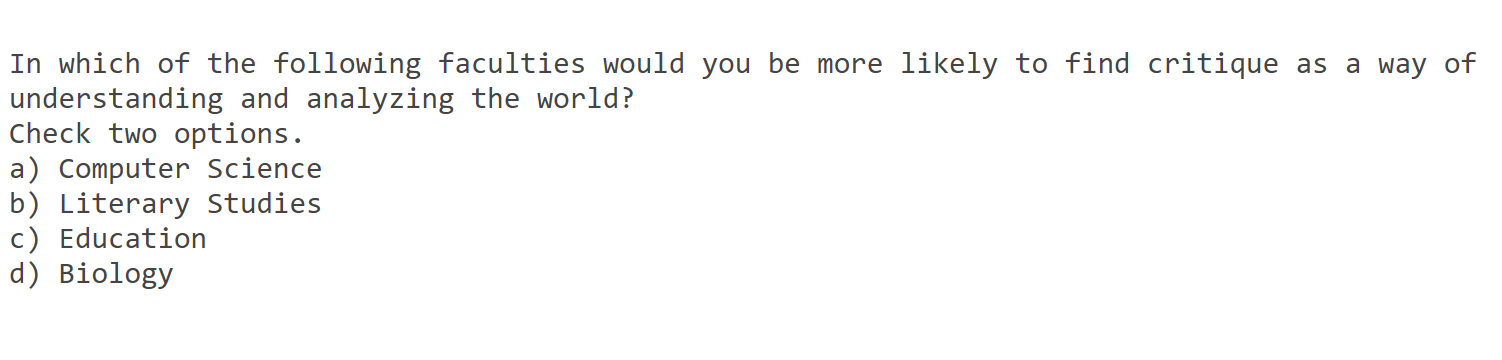 In which of the following faculties would you be more likely to find critique as a way of
understanding and analyzing the world?
Check two options.
a) Computer Science
b) Literary Studies
c) Education
d) Biology